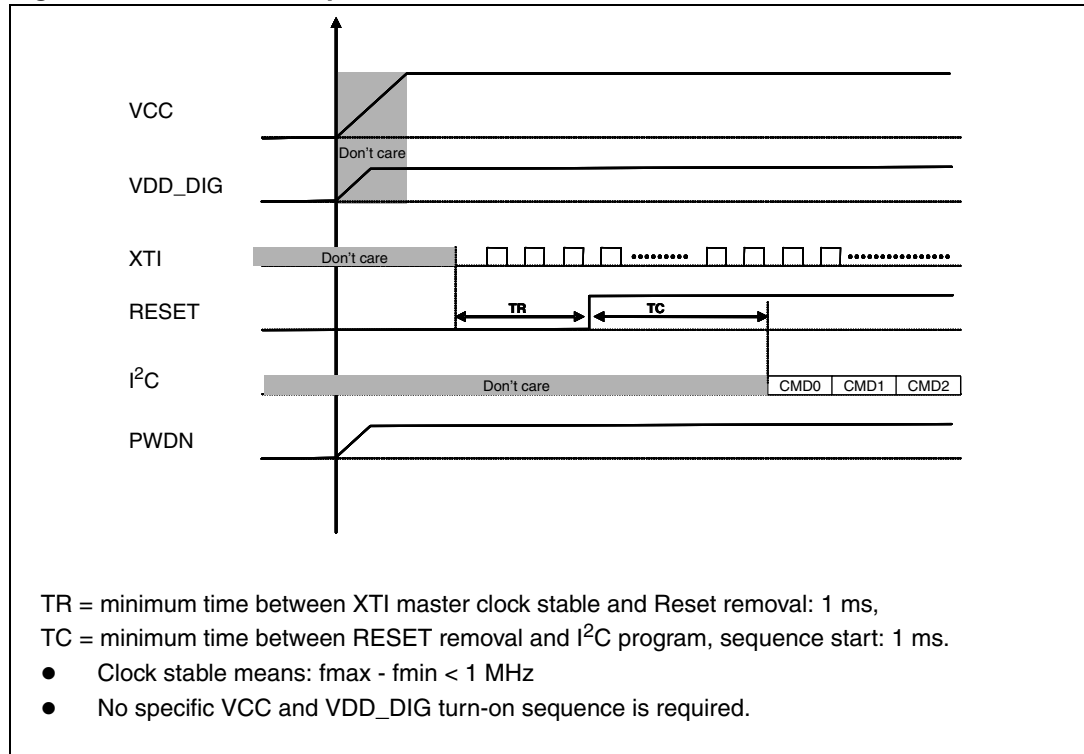 VCC
Don't care
VDD_DIG
XTI
Don't care
RESET
TR
TC
I²C
Don't care
CMD0 CMD1 CMD2
PWDN
TR = minimum time between XTI master clock stable and Reset removal: 1 ms,
TC = minimum time between RESET removal and I²C program, sequence start: 1 ms.
● Clock stable means: fmax - fmin < 1 MHz
● No specific VCC and VDD_DIG turn-on sequence is required.